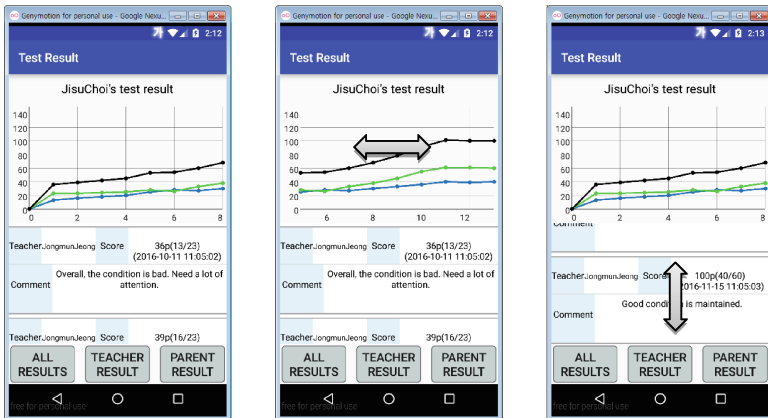 Genymotion for personal use - Google Nexu...
2:12
Test Result
JisuChoi's test result
140
120
100
80
60
40
20
0
0 2 4 6 8
Teacher JongmunJeong Score 36p(13/23)
(2016-10-11 11:05:02)
Comment Overall, the condition is bad. Need a lot of
attention.
Teacher JongmunJeong Score 39p(16/23)
ALL
RESULTS
TEACHER
RESULT
PARENT
RESULT
free for personal use
Genymotion for personal use - Google Nexu...
2:12
Test Result
JisuChoi's test result
140
120
100
80
60
40
20
0
6 8 10 12
Teacher JongmunJeong Score 36p(13/23)
(2016-10-11 11:05:02)
Comment Overall, the condition is bad. Need a lot of
attention.
Teacher JongmunJeong Score 39p(16/23)
ALL
RESULTS
TEACHER
RESULT
PARENT
RESULT
free for personal use
Genymotion for personal use - Google Nexu...
2:13
Test Result
JisuChoi's test result
140
120
100
80
60
40
20
0
0 2 4 6 8
Comment
Teacher JongmunJeong Score 100p(40/60)
2016-11-15 11:05:03)
Comment Good condition is maintained.
ALL
RESULTS
TEACHER
RESULT
PARENT
RESULT
free for personal use